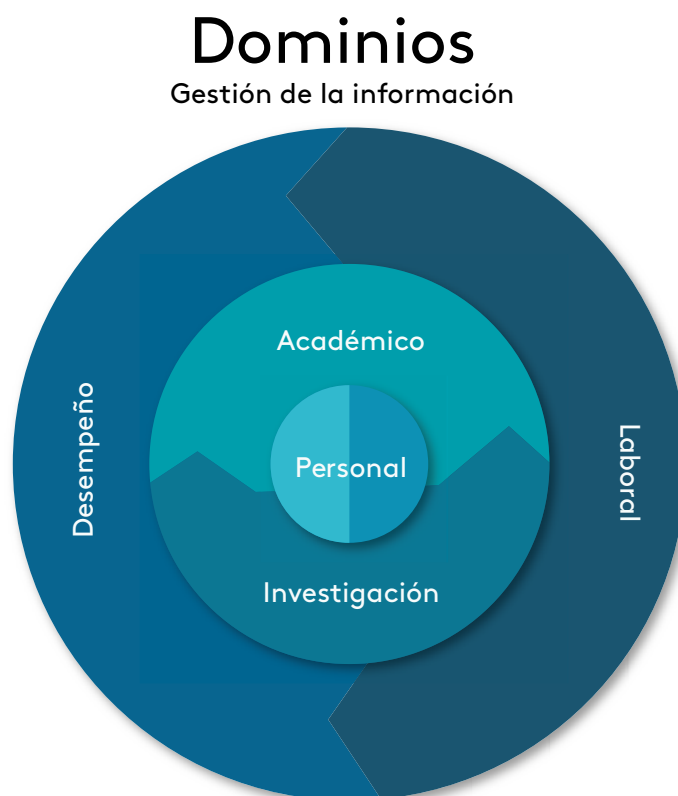 Dominios
Gestión de la información
Académico
Personal
Investigación
Desempeño
Laboral